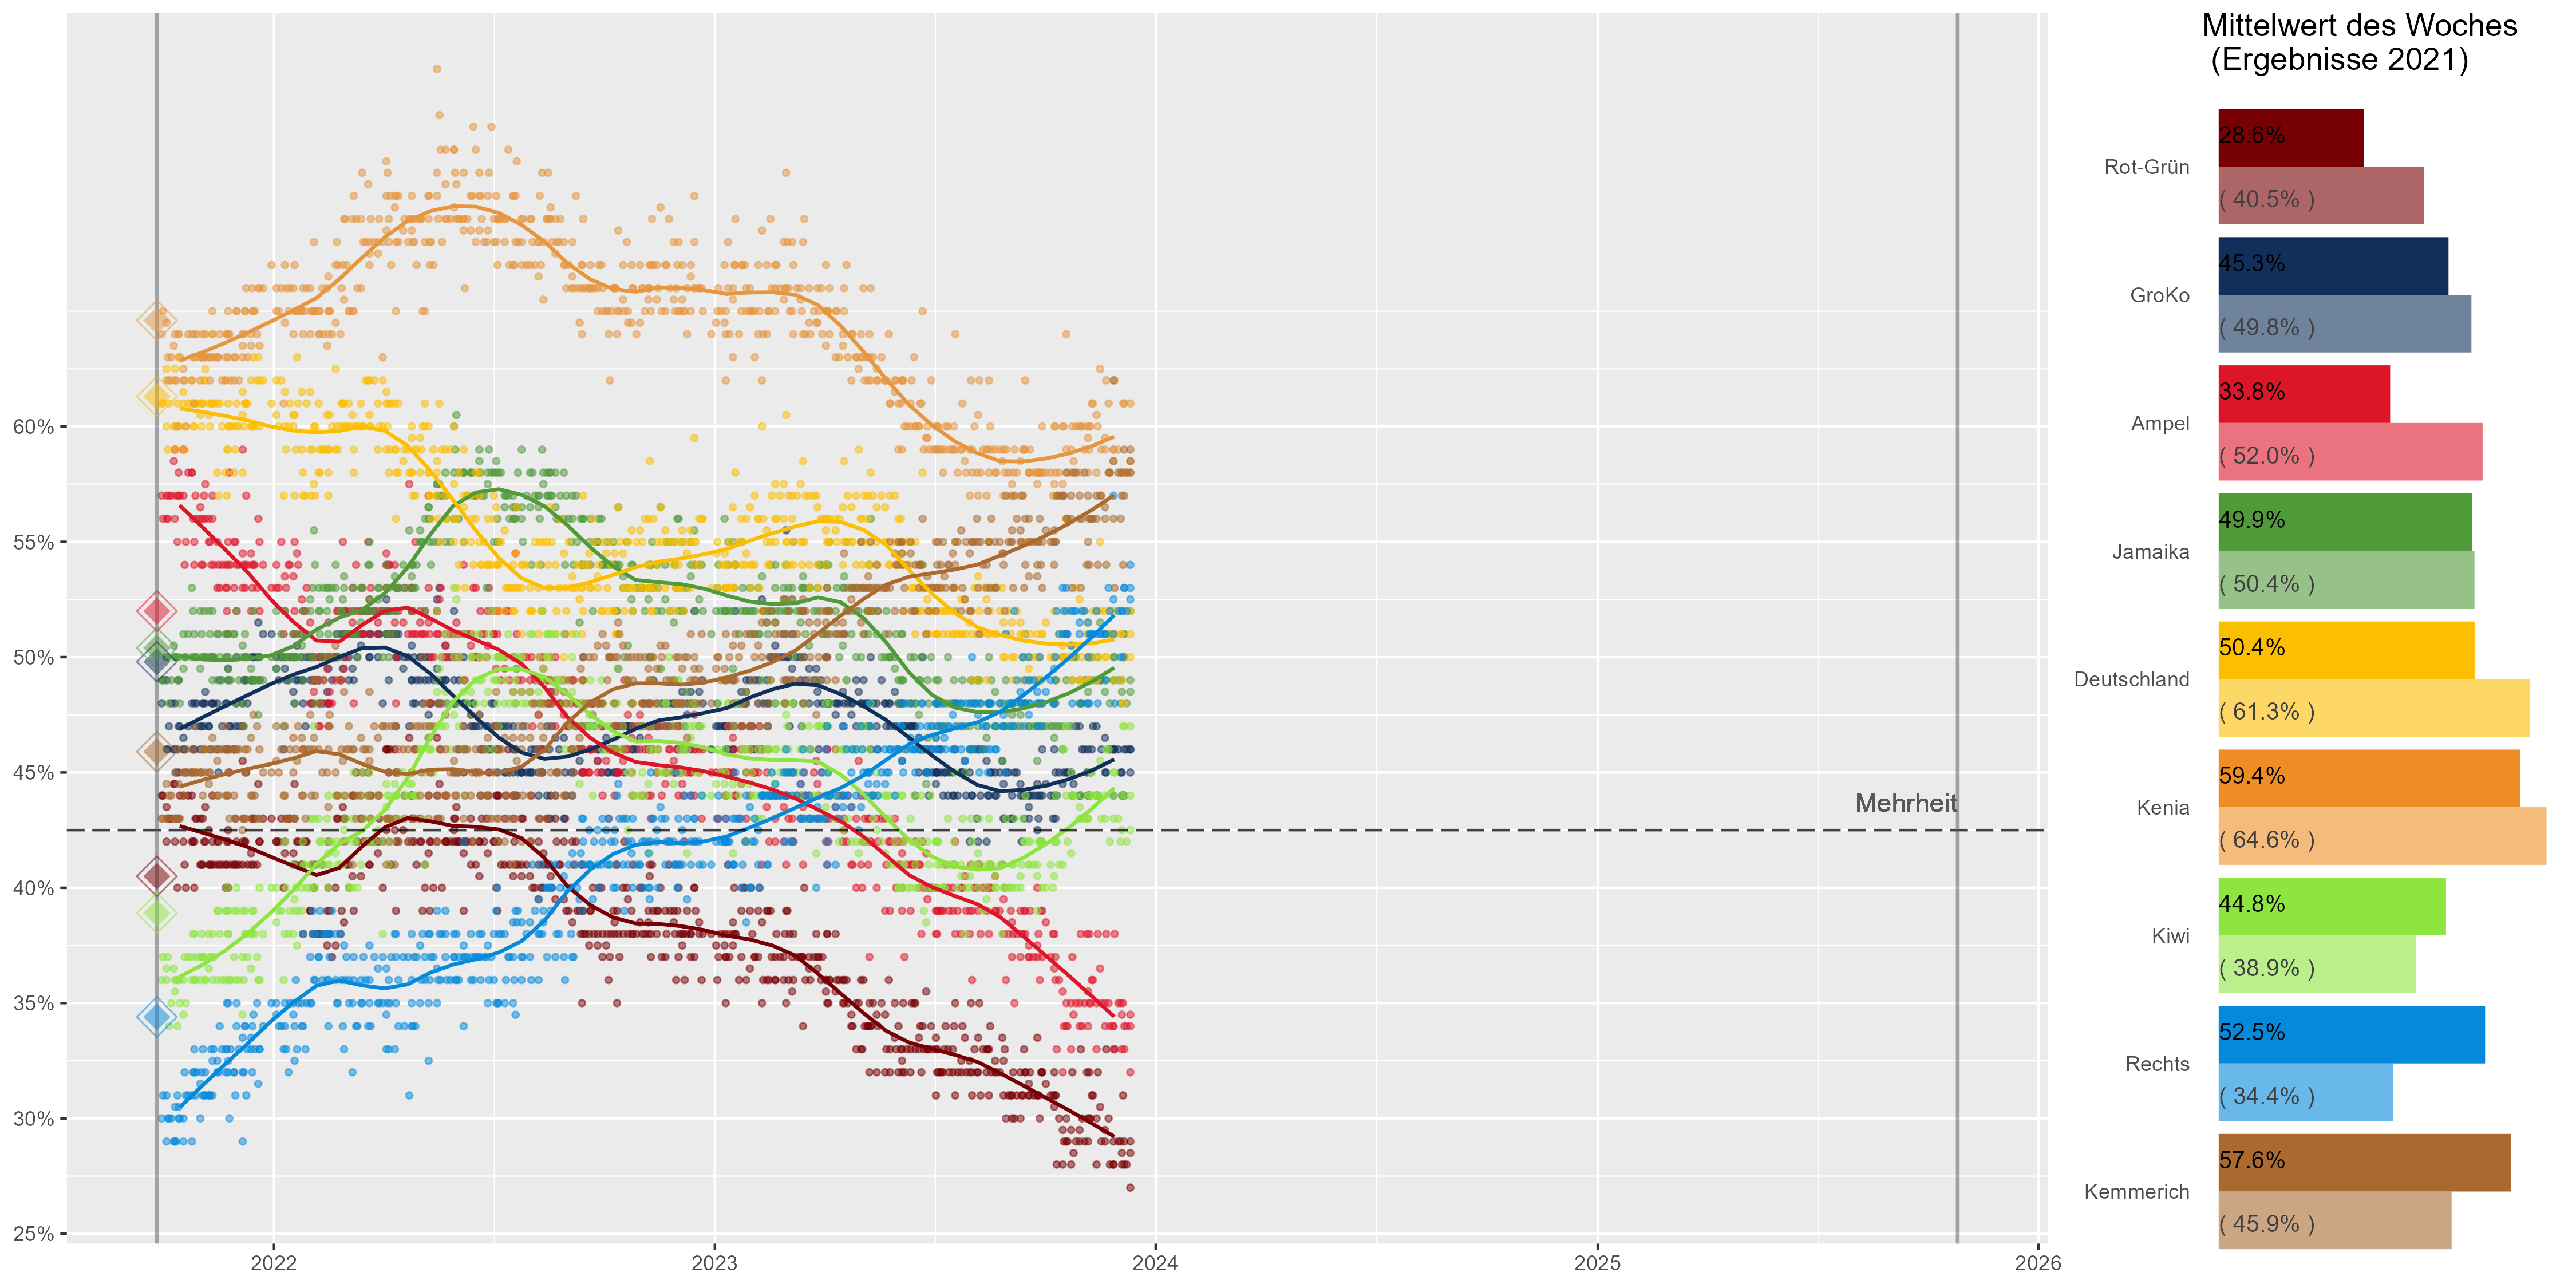 60%
55%
50%
45%
40%
35%
30%
25%
2022
2023
2024
2025
2026
Mehrheit
Mittelwert des Woches
(Ergebnisse 2021)
Rot-Grün
28.6%
( 40.5% )
GroKo
45.3%
( 49.8% )
Ampel
33.8%
( 52.0% )
Jamaika
49.9%
( 50.4% )
Deutschland
50.4%
( 61.3% )
Kenia
59.4%
( 64.6% )
Kiwi
44.8%
( 38.9% )
Rechts
52.5%
( 34.4% )
Kemmerich
57.6%
( 45.9% )